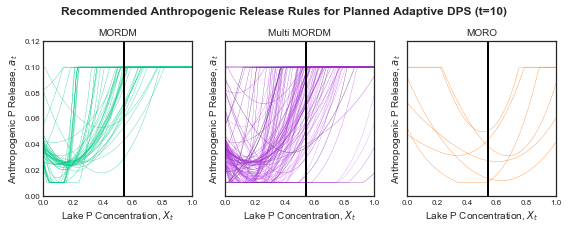 Recommended Anthropogenic Release Rules for Planned Adaptive DPS (t=10)
MORDM
Multi MORDM
MORO
Anthropogenic P Release, a_t
0.12
0.10
0.08
0.06
0.04
0.02
0.00
0.0 0.2 0.4 0.6 0.8 1.0
Lake P Concentration, X_t
Anthropogenic P Release, a_t
0.0 0.2 0.4 0.6 0.8 1.0
Lake P Concentration, X_t
Anthropogenic P Release, a_t
0.0 0.2 0.4 0.6 0.8 1.0
Lake P Concentration, X_t